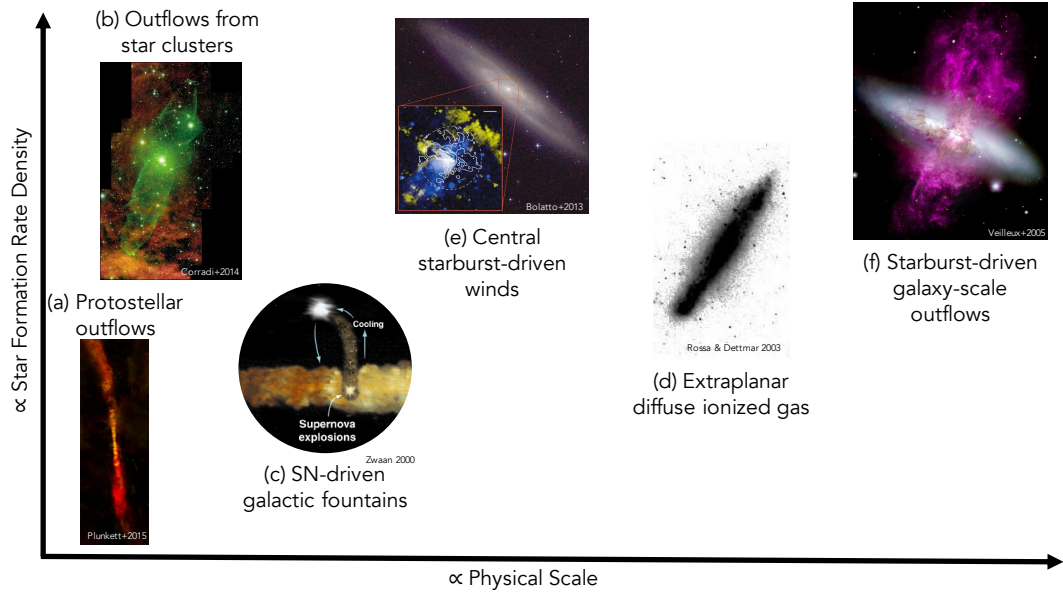 (b) Outflows from
star clusters
Corradi+2014
(a) Protostellar
outflows
Plunkett+2015
Cooling
Supernova
explosions
Zwaan 2000
(c) SN-driven
galactic fountains
Bolatto+2013
(e) Central
starburst-driven
winds
Rossa & Dettmar 2003
(d) Extraplanar
diffuse ionized gas
Veilleux+2005
(f) Starburst-driven
galaxy-scale
outflows
∝ Star Formation Rate Density
∝ Physical Scale